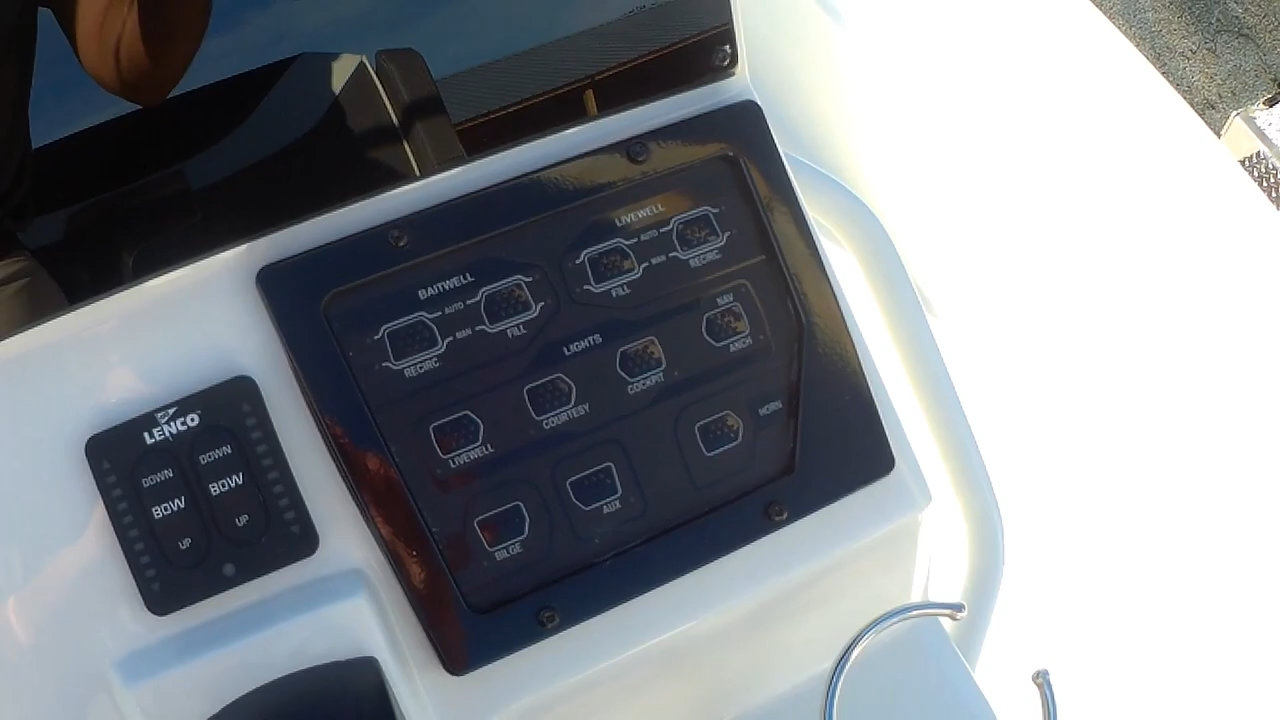 LIVEWELL
AUTO
MAN
FILL
RECIRC.
BAITWELL
AUTO
MAN
RECIRC.
FILL
LIGHTS
NAV
ANCH
COCKPIT
COURTESY
LIVEWELL
HORN
AUX
BILGE
LENCO
DOWN DOWN
BOW BOW
UP UP